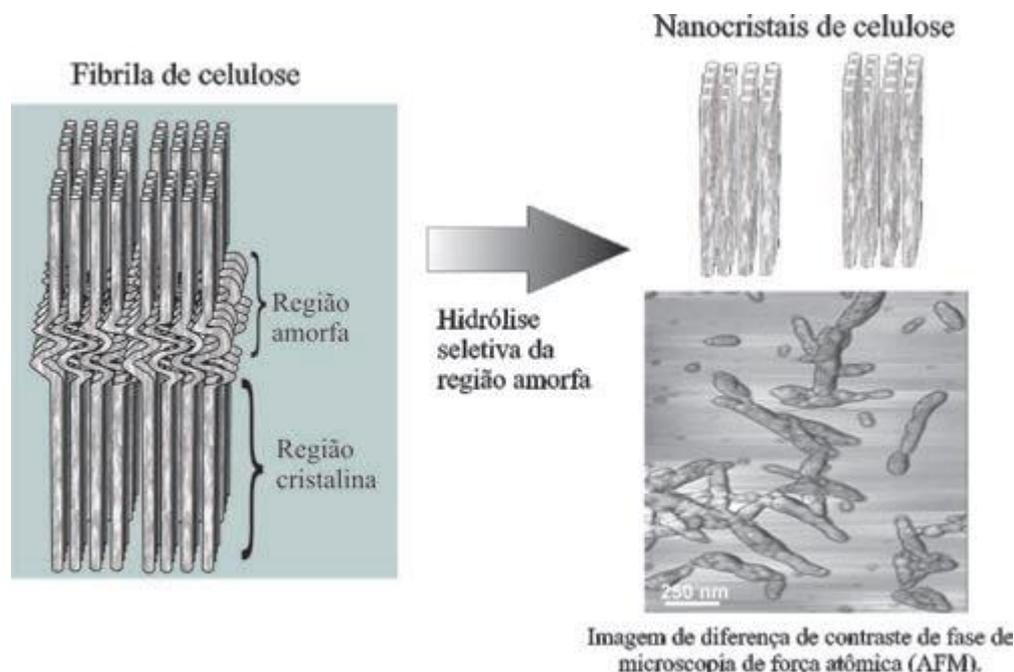 Nanocristais de celulose
Fibrila de celulose
Região
amorfa
Região
cristalina
Hidrólise
seletiva da
região amorfa
250 nm
Imagem de diferença de contraste de fase de
microscopia de força atômica (AFM).